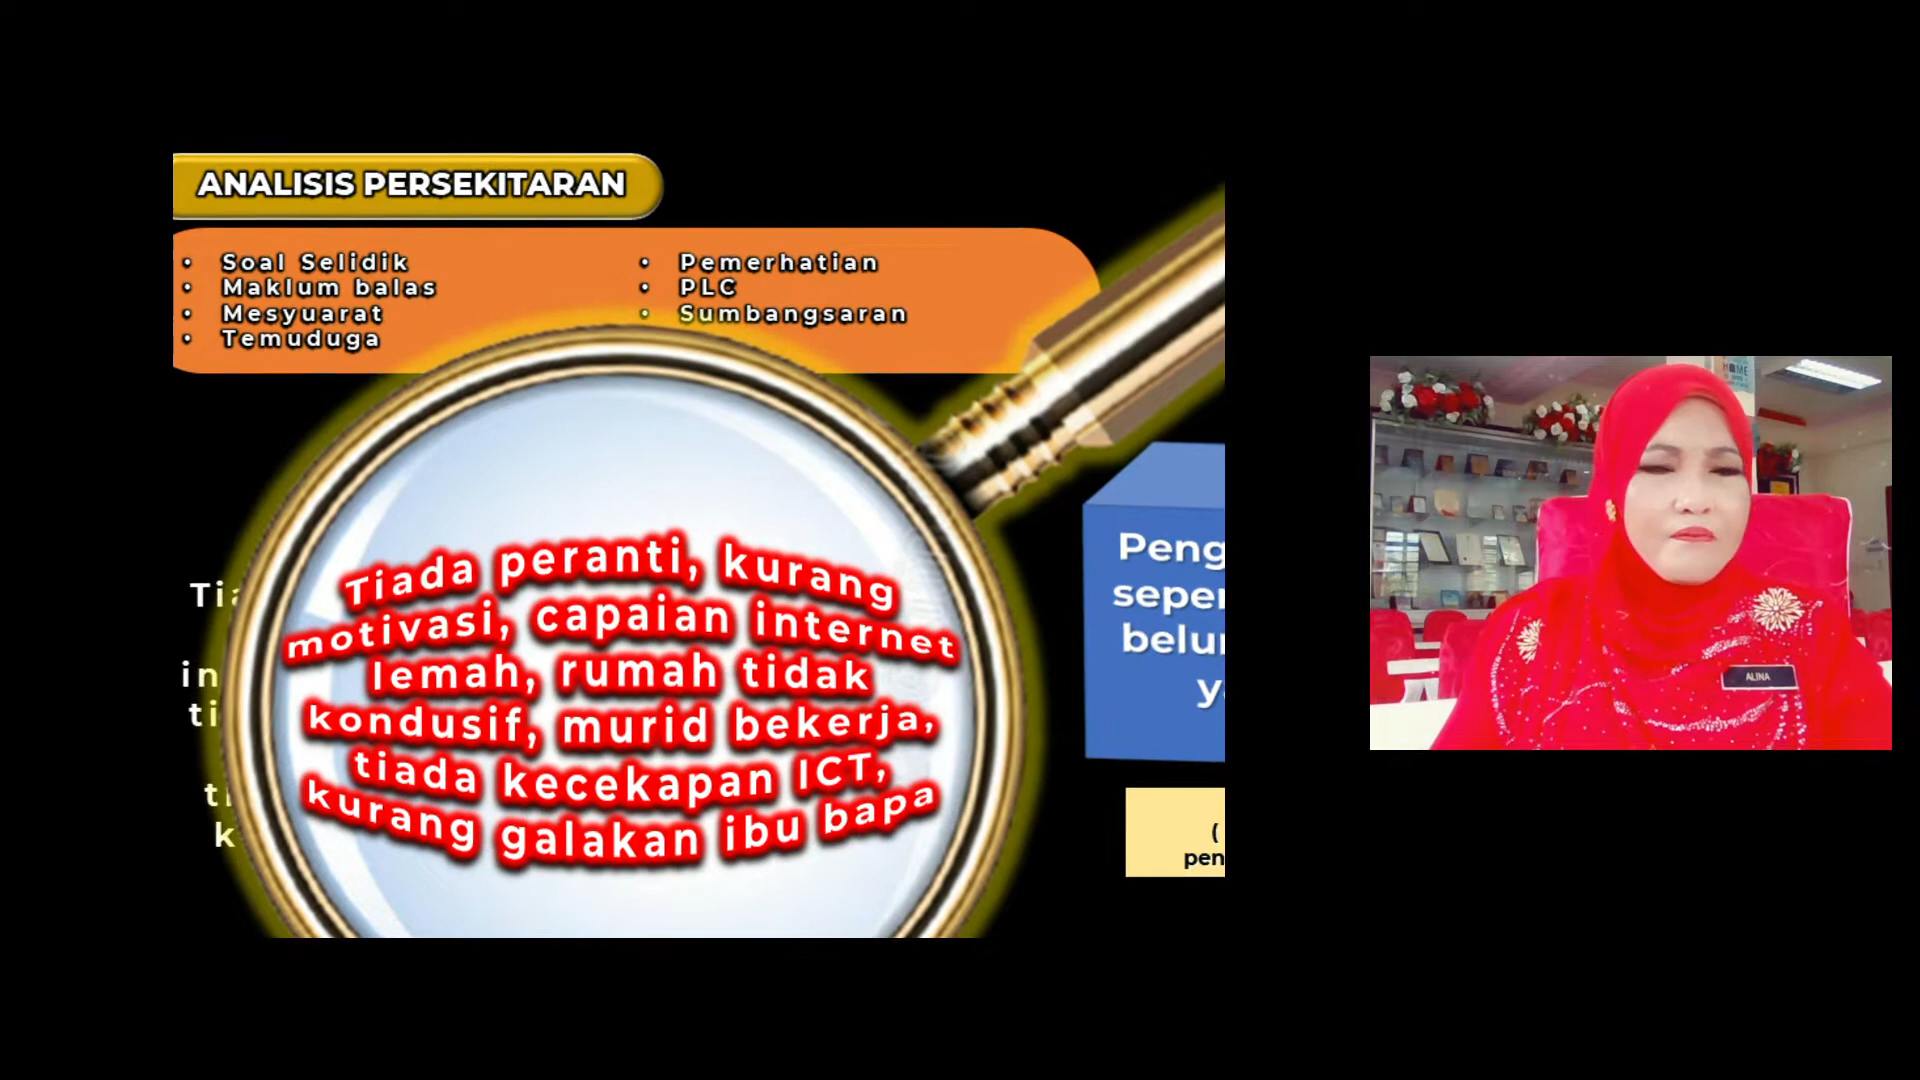 ANALISIS PERSEKITARAN
• Soal Selidik
• Maklum balas
• Mesyuarat
• Temuduga
• Pemerhatian
• PLC
• Sumbangsaran
Tiada peranti, kurang
motivasi, capaian internet
lemah, rumah tidak
kondusif, murid bekerja,
tiada kecekapan ICT,
kurang galakan ibu bapa
ALINA